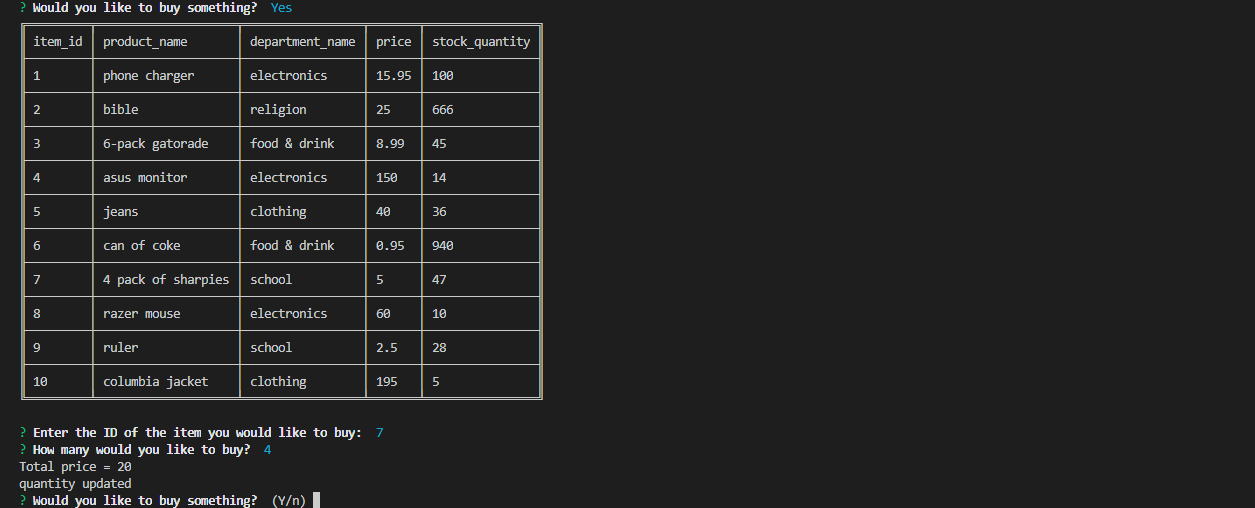 ? Would you like to buy something? Yes
item_id product_name department_name price stock_quantity
1 phone charger electronics 15.95 100
2 bible religion 25 666
3 6-pack gatorade food & drink 8.99 45
4 asus monitor electronics 150 14
5 jeans clothing 40 36
6 can of coke food & drink 0.95 940
7 4 pack of sharpies school 5 47
8 razer mouse electronics 60 10
9 ruler school 2.5 28
10 columbia jacket clothing 195 5
? Enter the ID of the item you would like to buy: 7
? How many would you like to buy? 4
Total price = 20
quantity updated
? Would you like to buy something? (Y/n)